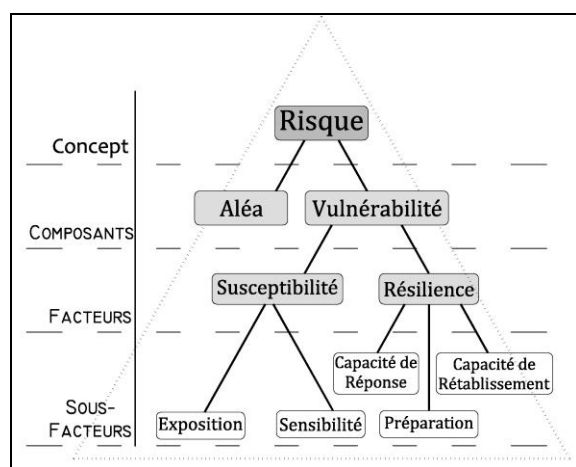 Risque
Concept
Aléa
Vulnérabilité
COMPOSANTS
Susceptibilité
Résilience
FACTEURS
Capacité de
Réponse
Capacité de
Rétablissement
SOUS-
FACTEURS
Exposition
Sensibilité
Préparation